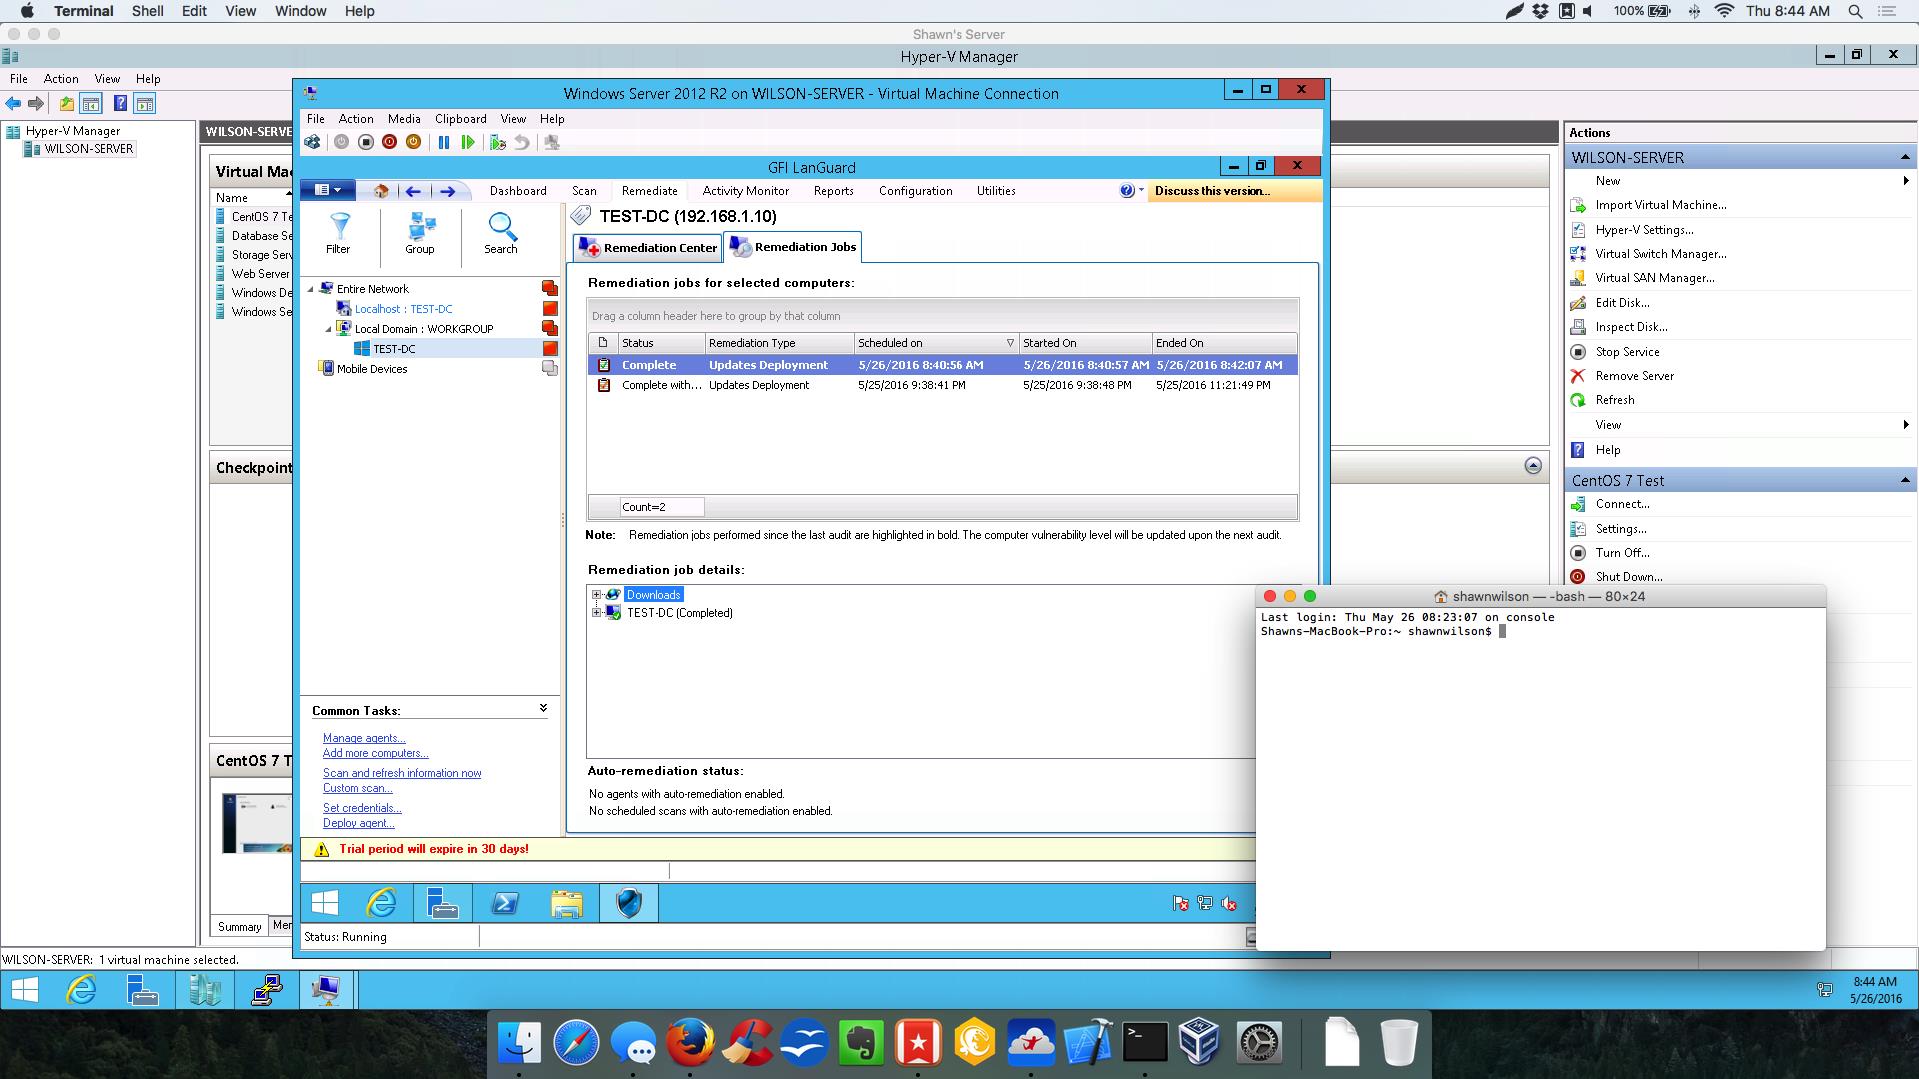 Terminal Shell Edit View Window Help
100% Thu 8:44 AM
Shawn's Server
Hyper-V Manager
File Action View Help
Hyper-V Manager
WILSON-SERVER
WILSON-SERVE
Virtual Ma
Name
CentOS 7 Te
Database Se
Storage Serv
Web Server
Windows De
Windows Se
Checkpoint
CentOS 7 T
Summary Mer
WILSON-SERVER: 1 virtual machine selected.
Windows Server 2012 R2 on WILSON-SERVER - Virtual Machine Connection
File Action Media Clipboard View Help
GFI LanGuard
Dashboard Scan Remediate Activity Monitor Reports Configuration Utilities
Discuss this version...
Filter Group Search
Entire Network
Localhost : TEST-DC
Local Domain : WORKGROUP
TEST-DC
Mobile Devices
Common Tasks:
Manage agents...
Add more computers...
Scan and refresh information now
Custom scan...
Set credentials...
Deploy agent...
TEST-DC (192.168.1.10)
Remediation Center Remediation Jobs
Remediation jobs for selected computers:
Drag a column header here to group by that column
Status Remediation Type Scheduled on Started On Ended On
Complete Updates Deployment 5/26/2016 8:40:56 AM 5/26/2016 8:40:57 AM 5/26/2016 8:42:07 AM
Complete with... Updates Deployment 5/25/2016 9:38:41 PM 5/25/2016 9:38:48 PM 5/25/2016 11:21:49 PM
Count=2
Note: Remediation jobs performed since the last audit are highlighted in bold. The computer vulnerability level will be updated upon the next audit.
Remediation job details:
Downloads
TEST-DC (Completed)
Auto-remediation status:
No agents with auto-remediation enabled.
No scheduled scans with auto-remediation enabled.
Trial period will expire in 30 days!
Status: Running
Actions
WILSON-SERVER
New
Import Virtual Machine...
Hyper-V Settings...
Virtual Switch Manager...
Virtual SAN Manager...
Edit Disk...
Inspect Disk...
Stop Service
Remove Server
Refresh
View
Help
CentOS 7 Test
Connect...
Settings...
Turn Off...
Shut Down...
shawnwilson — -bash — 80×24
Last login: Thu May 26 08:23:07 on console
Shawns-MacBook-Pro:~ shawnwilson$
8:44 AM
5/26/2016